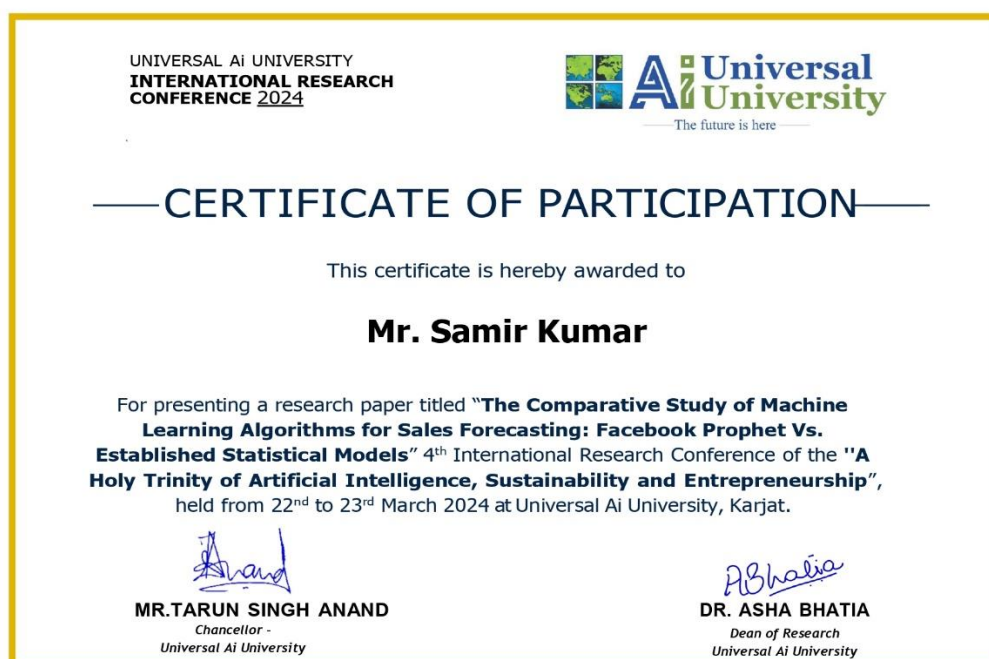 UNIVERSAL Ai UNIVERSITY
INTERNATIONAL RESEARCH
CONFERENCE 2024
Ai Universal
University
The future is here
CERTIFICATE OF PARTICIPATION
This certificate is hereby awarded to
Mr. Samir Kumar
For presenting a research paper titled “The Comparative Study of Machine
Learning Algorithms for Sales Forecasting: Facebook Prophet Vs.
Established Statistical Models” 4th International Research Conference of the ''A
Holy Trinity of Artificial Intelligence, Sustainability and Entrepreneurship”,
held from 22nd to 23rd March 2024 at Universal Ai University, Karjat.
Anand
ABhatia
MR.TARUN SINGH ANAND
Chancellor -
Universal Ai University
DR. ASHA BHATIA
Dean of Research
Universal Ai University